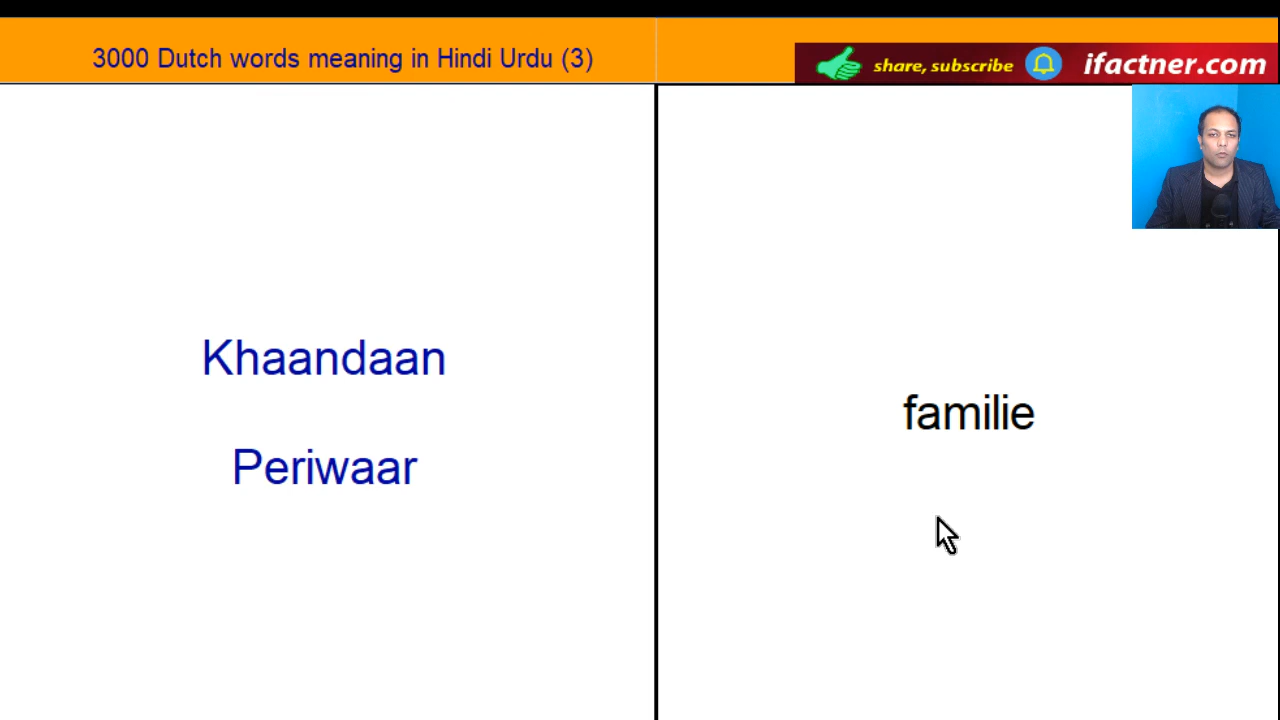 3000 Dutch words meaning in Hindi Urdu (3)
share, subscribe
ifactner.com
Khaandaan
Periwaar
familie